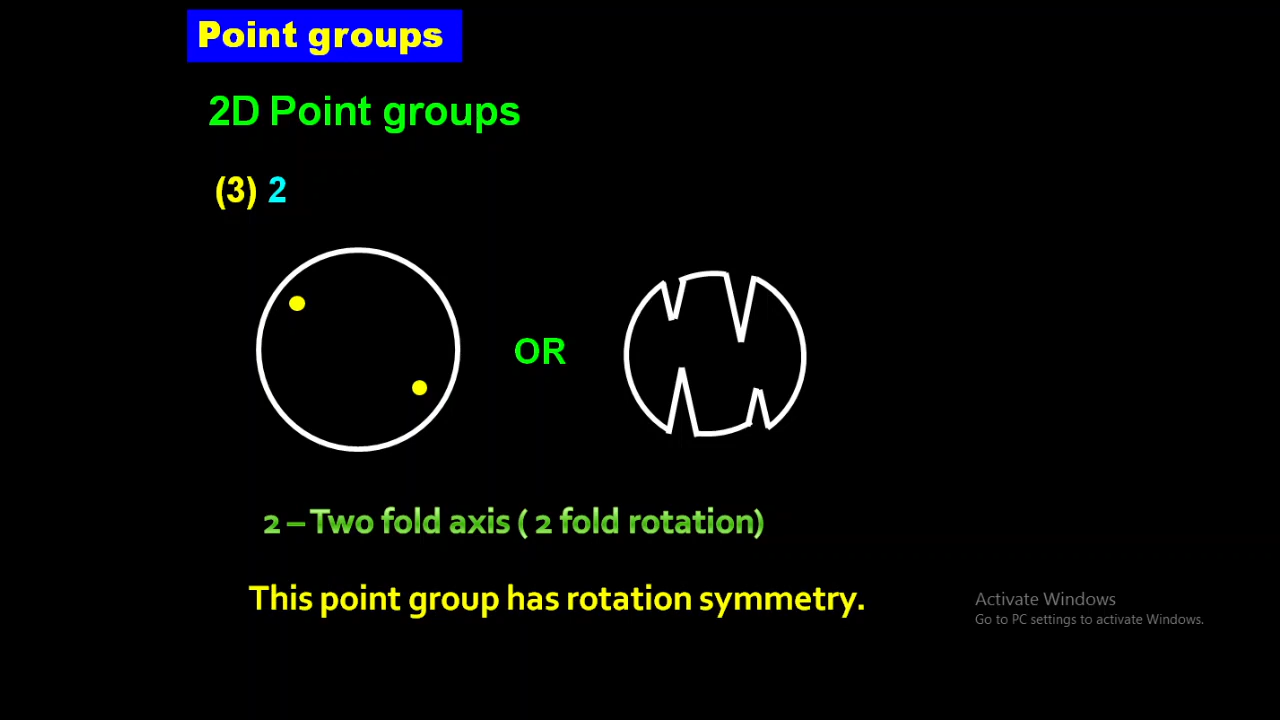 Point groups
2D Point groups
(3) 2
OR
2 – Two fold axis ( 2 fold rotation)
This point group has rotation symmetry.
Activate Windows
Go to PC settings to activate Windows.